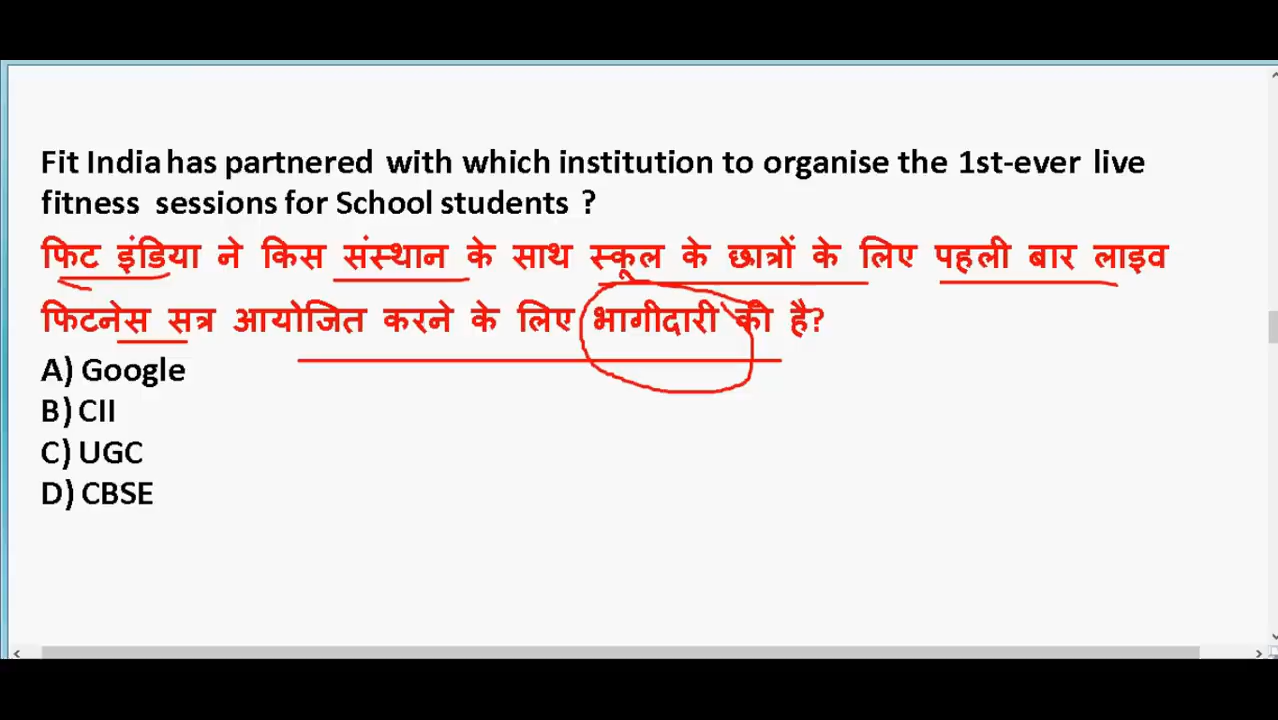 Fit India has partnered with which institution to organise the 1st-ever live
fitness sessions for School students ?
फिट इंडिया ने किस संस्थान के साथ स्कूल के छात्रों के लिए पहली बार लाइव
फिटनेस सत्र आयोजित करने के लिए भागीदारी की है?
A) Google
B) CII
C) UGC
D) CBSE